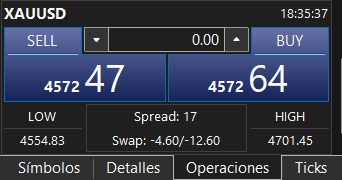 XAUUSD 18:35:37
SELL 0.00 BUY
4572 47 4572 64
LOW Spread: 17 HIGH
4554.83 Swap: -4.60/-12.60 4701.45
Símbolos Detalles Operaciones Ticks